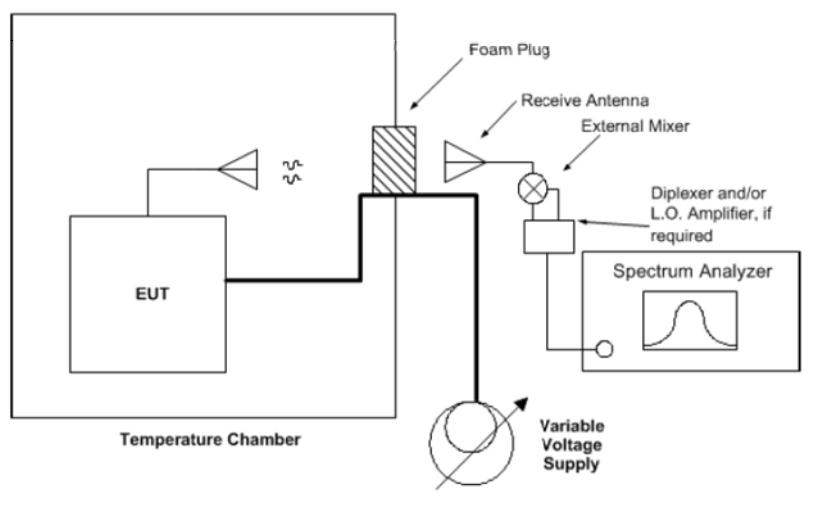 Foam Plug
Receive Antenna
External Mixer
Diplexer and/or
L.O. Amplifier, if
required
Spectrum Analyzer
EUT
Temperature Chamber
Variable
Voltage
Supply